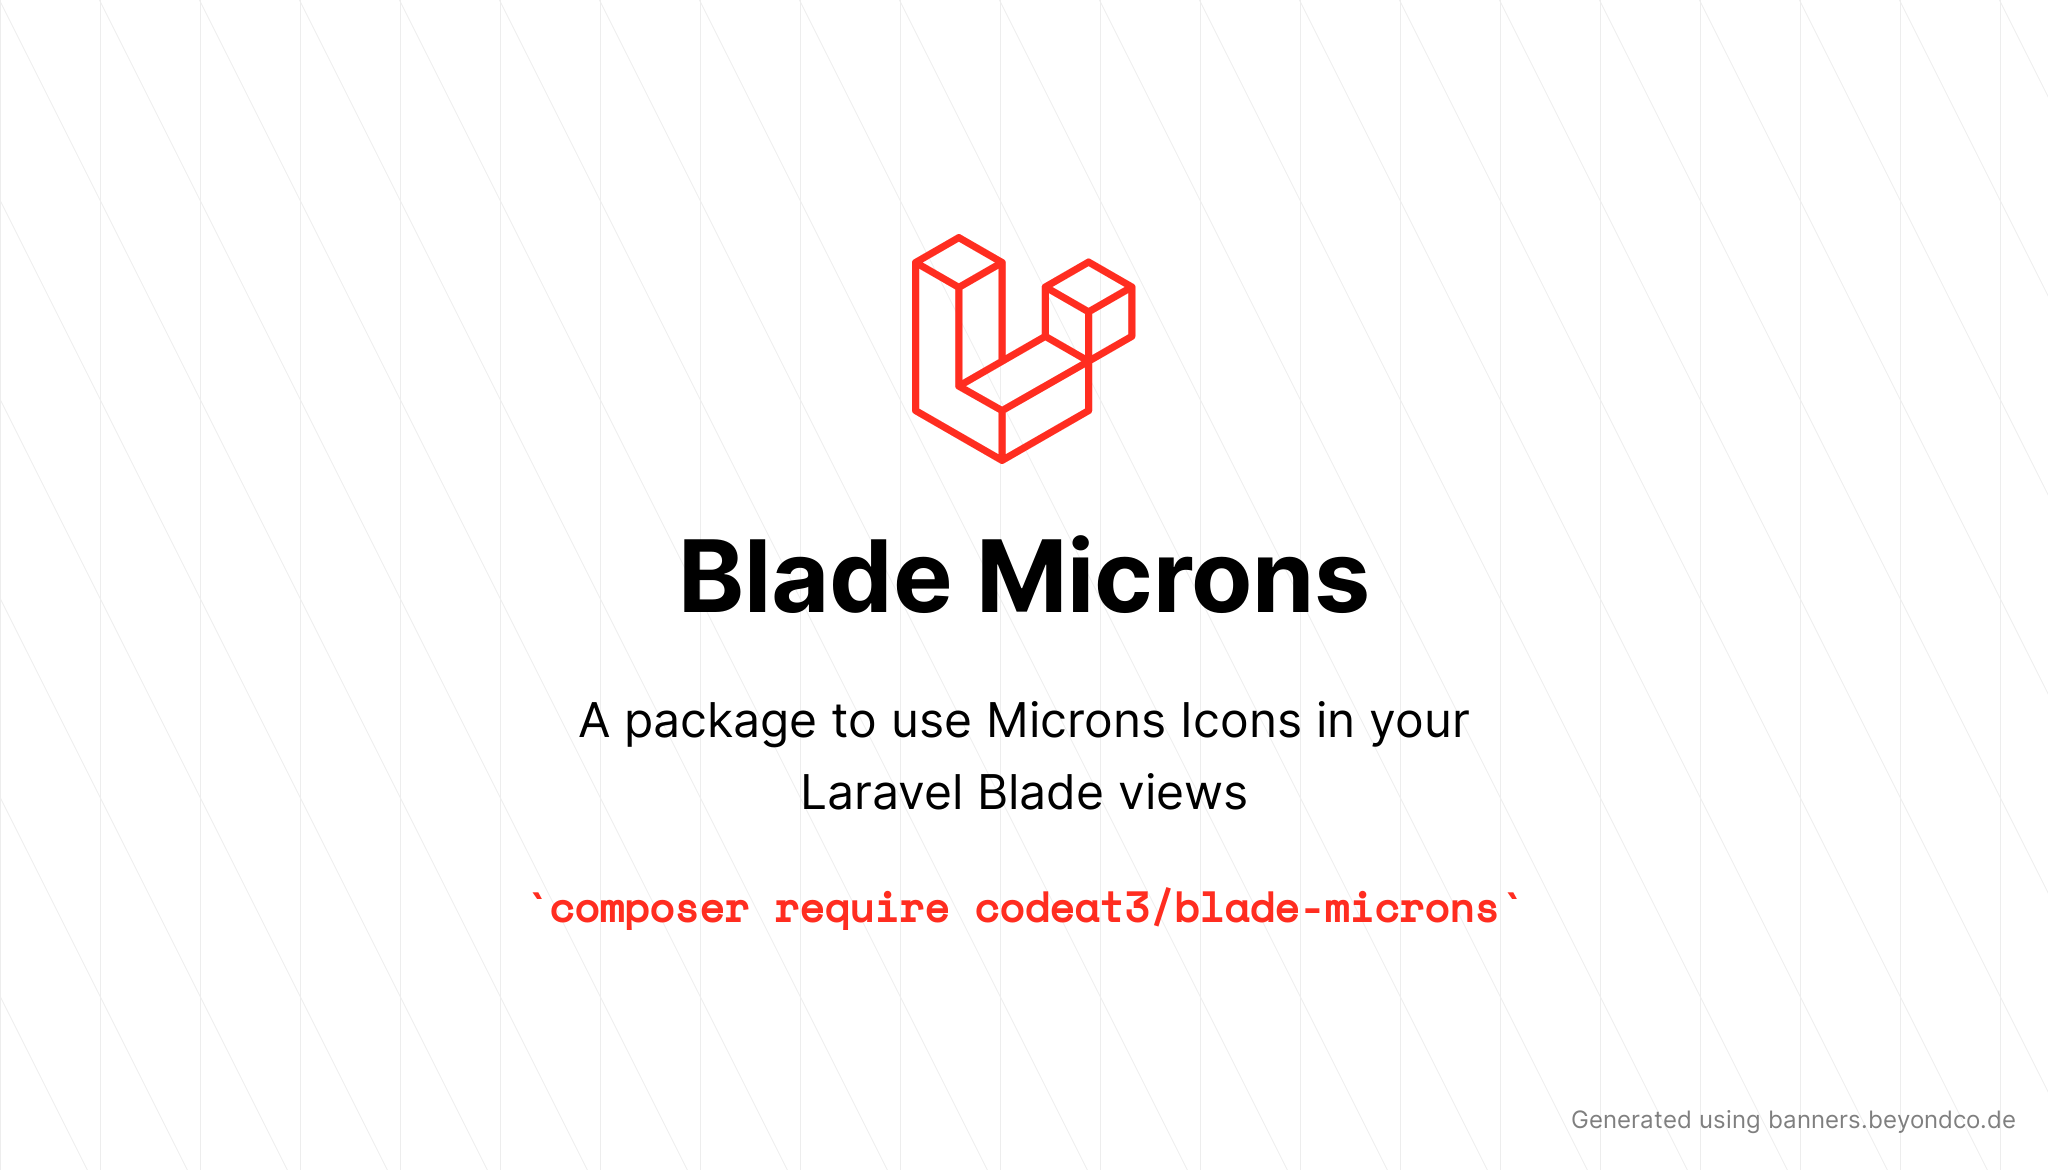 Blade Microns
A package to use Microns Icons in your
Laravel Blade views
`composer require codeat3/blade-microns`
Generated using banners.beyondco.de